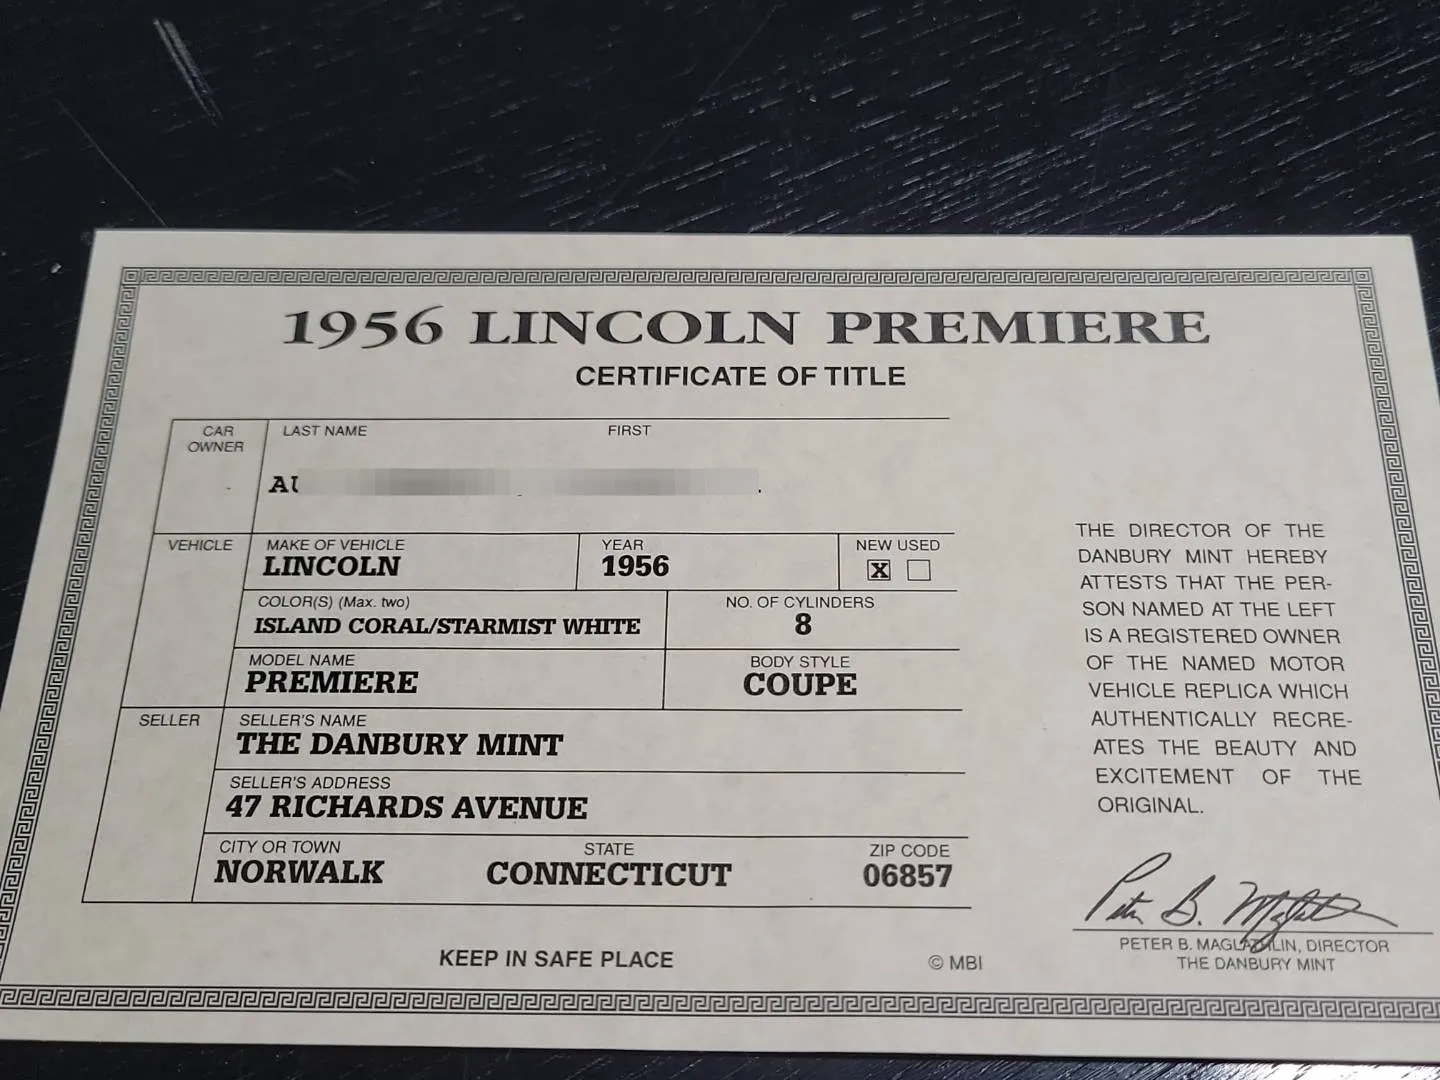 1956 LINCOLN PREMIERE
CERTIFICATE OF TITLE
CAR OWNER
LAST NAME FIRST
AU
VEHICLE
MAKE OF VEHICLE YEAR NEW USED
LINCOLN 1956 X
COLOR(S) (Max. two) NO. OF CYLINDERS
ISLAND CORAL/STARMIST WHITE 8
MODEL NAME BODY STYLE
PREMIERE COUPE
SELLER
SELLER'S NAME
THE DANBURY MINT
SELLER'S ADDRESS
47 RICHARDS AVENUE
CITY OR TOWN STATE ZIP CODE
NORWALK CONNECTICUT 06857
THE DIRECTOR OF THE
DANBURY MINT HEREBY
ATTESTS THAT THE PER-
SON NAMED AT THE LEFT
IS A REGISTERED OWNER
OF THE NAMED MOTOR
VEHICLE REPLICA WHICH
AUTHENTICALLY RECRE-
ATES THE BEAUTY AND
EXCITEMENT OF THE
ORIGINAL.
PETER B. MAGLATHLIN, DIRECTOR
THE DANBURY MINT
KEEP IN SAFE PLACE
© MBI